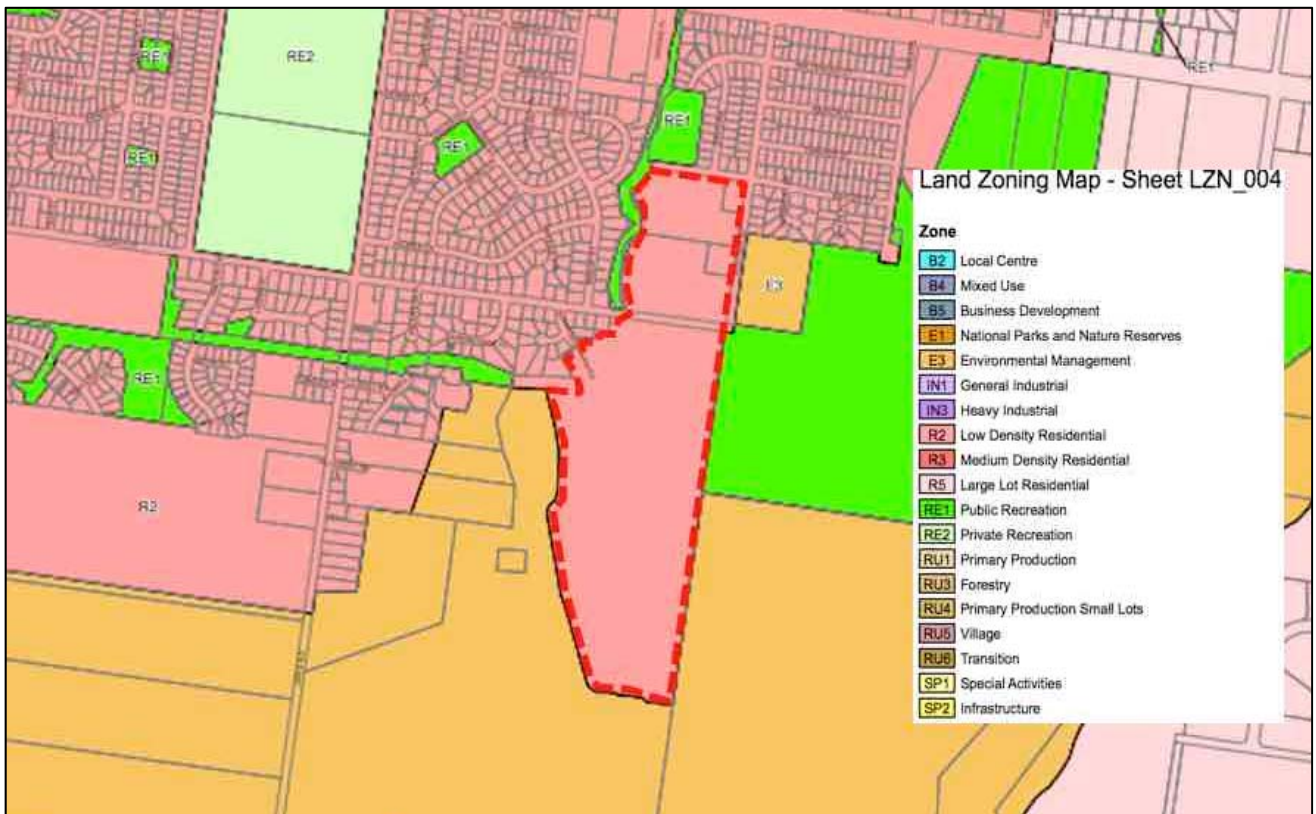 RE1
RE2
RE1
RE1
RE1
RE1
Land Zoning Map - Sheet LZN_004
E3
Zone
B2 Local Centre
B4 Mixed Use
B5 Business Development
E1 National Parks and Nature Reserves
E3 Environmental Management
IN1 General Industrial
IN3 Heavy Industrial
RE1
R2 Low Density Residential
R3 Medium Density Residential
R5 Large Lot Residential
R2
RE1 Public Recreation
RE2 Private Recreation
RU1 Primary Production
RU3 Forestry
RU4 Primary Production Small Lots
RU5 Village
RU6 Transition
SP1 Special Activities
SP2 Infrastructure